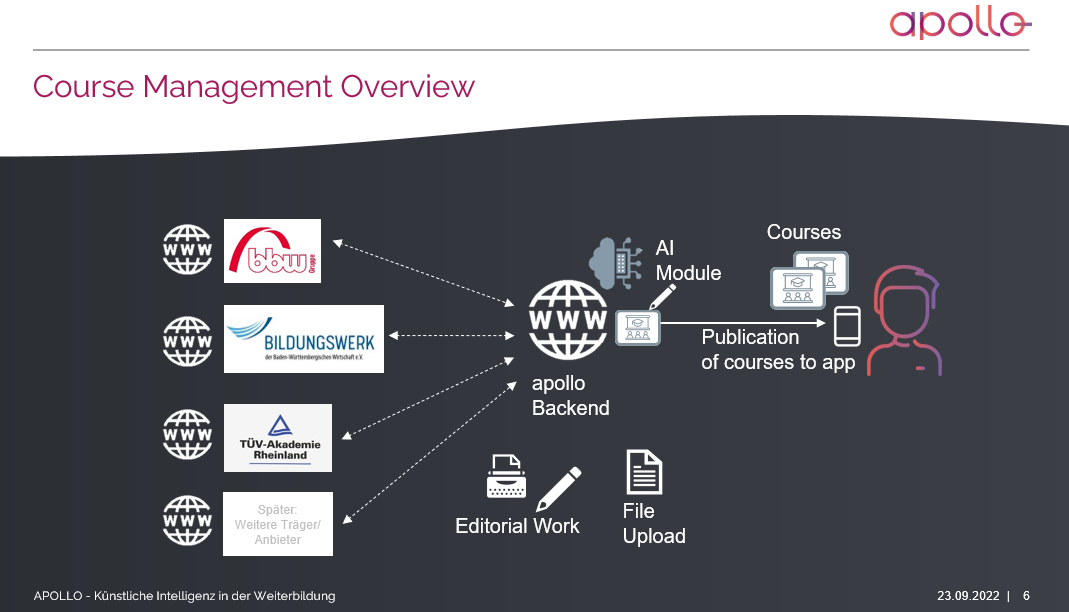 apollo
Course Management Overview
www
bbw
Gruppe
www
BILDUNGSWERK
der Baden-Württembergischen Wirtschaft e.V.
www
TÜV-Akademie
Rheinland
www
Später:
Weitere Träger/
Anbieter
www
apollo
Backend
AI
Module
Courses
Publication
of courses to app
Editorial Work
File
Upload
APOLLO - Künstliche Intelligenz in der Weiterbildung
23.09.2022 | 6